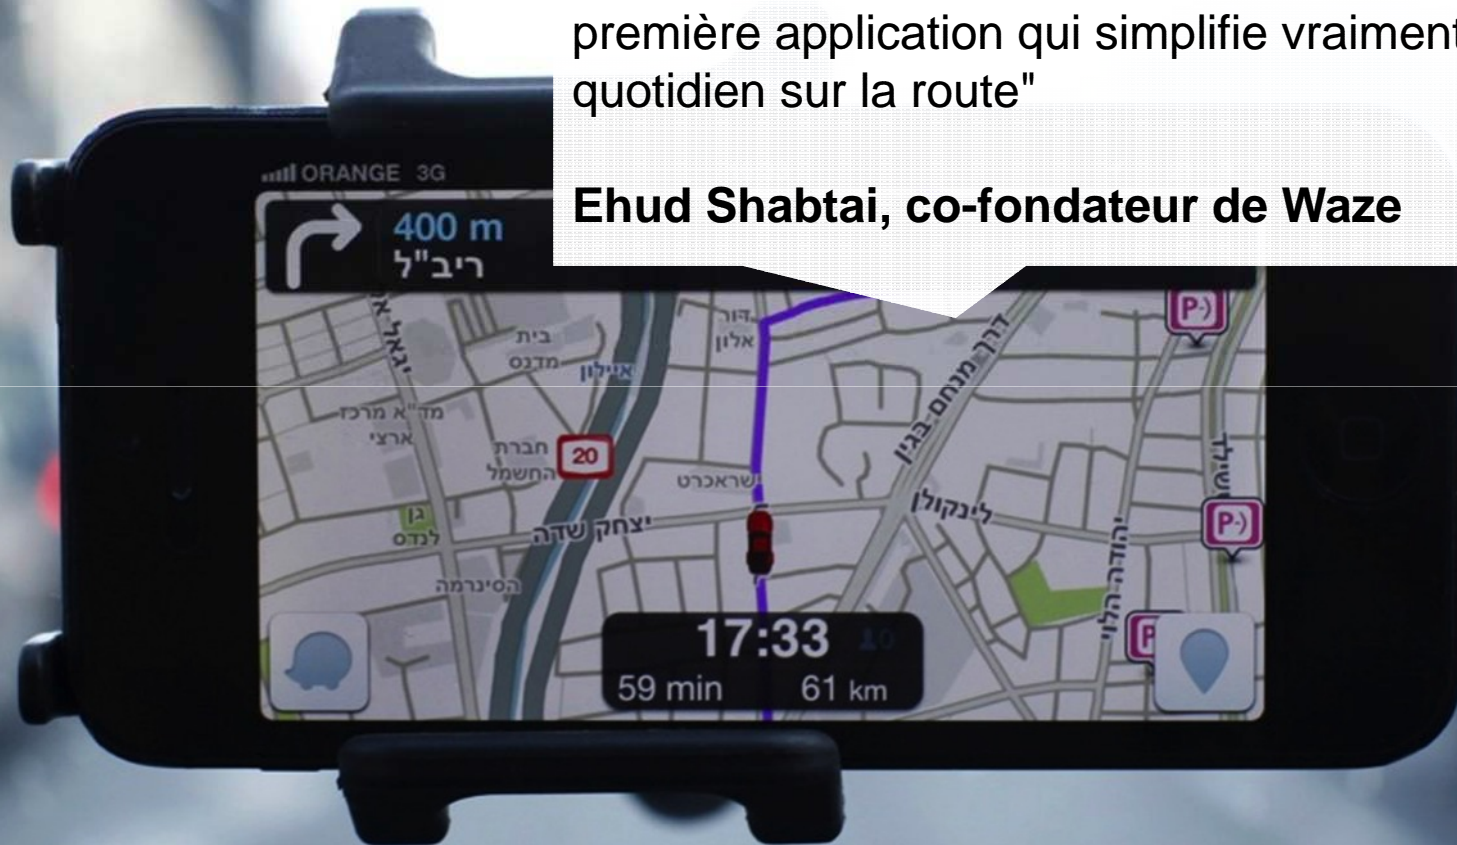 première application qui simplifie vraiment
quotidien sur la route"
Ehud Shabtai, co-fondateur de Waze
ORANGE 3G
400 m
ריב"ל
יגאל
בית
מדנס
איילון
דור
אלון
דרך מנחם בגין
P
מד"א מרכז
ארצי
חברת
החשמל
20
שראכרט
לינקולן
P
גן
לנדס
יצחק שדה
יהודה הלוי
הסינרמה
P
17:33
59 min 61 km